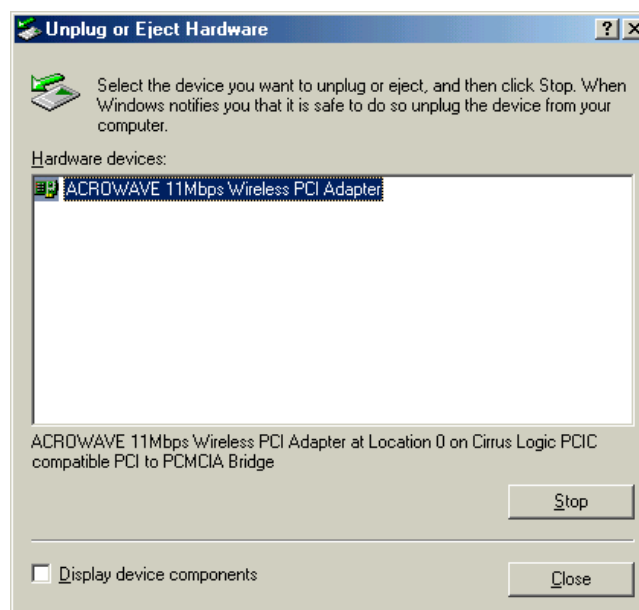 Unplug or Eject Hardware
Select the device you want to unplug or eject, and then click Stop. When
Windows notifies you that it is safe to do so unplug the device from your
computer.
Hardware devices:
ACROWAVE 11Mbps Wireless PCI Adapter
ACROWAVE 11Mbps Wireless PCI Adapter at Location 0 on Cirrus Logic PCIC
compatible PCI to PCMCIA Bridge
Stop
Display device components
Close